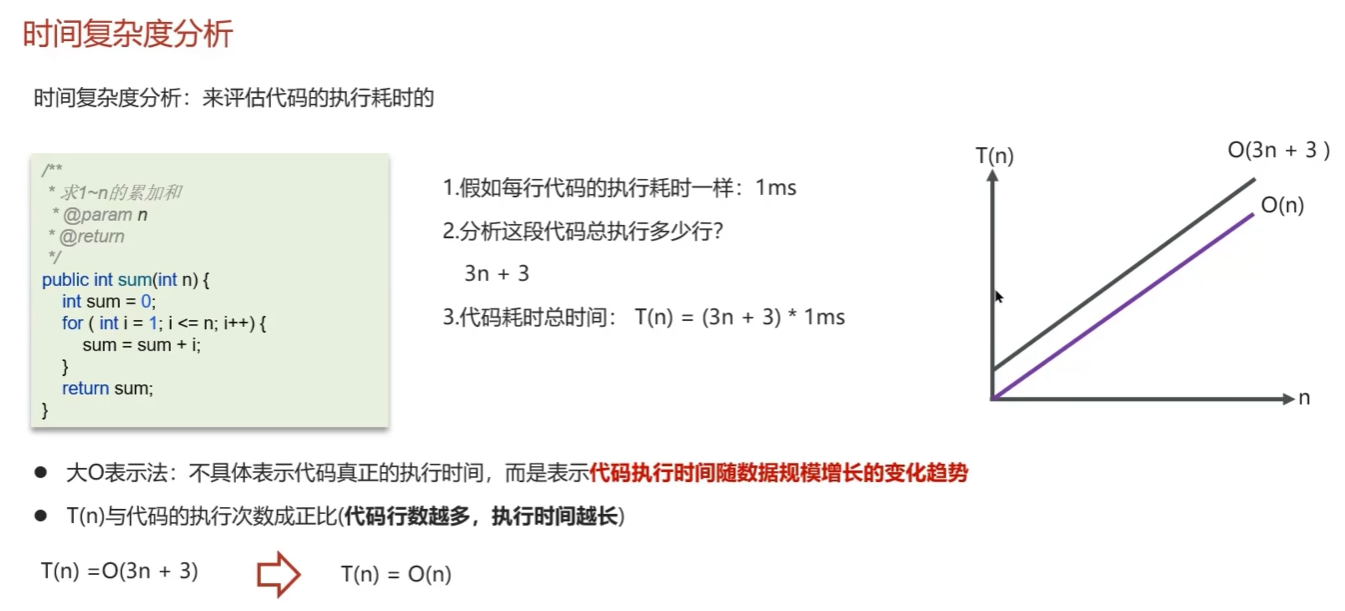 时间复杂度分析
时间复杂度分析：来评估代码的执行耗时的
/**
* 求1~n的累加和
* @param n
* @return
*/
public int sum(int n) {
int sum = 0;
for ( int i = 1; i <= n; i++) {
sum = sum + i;
}
return sum;
}
1.假如每行代码的执行耗时一样：1ms
2.分析这段代码总执行多少行？
3n + 3
3.代码耗时总时间： T(n) = (3n + 3) * 1ms
T(n)
O(3n + 3 )
O(n)
n
● 大O表示法：不具体表示代码真正的执行时间，而是表示代码执行时间随数据规模增长的变化趋势
● T(n)与代码的执行次数成正比(代码行数越多，执行时间越长)
T(n) =O(3n + 3)
T(n) = O(n)